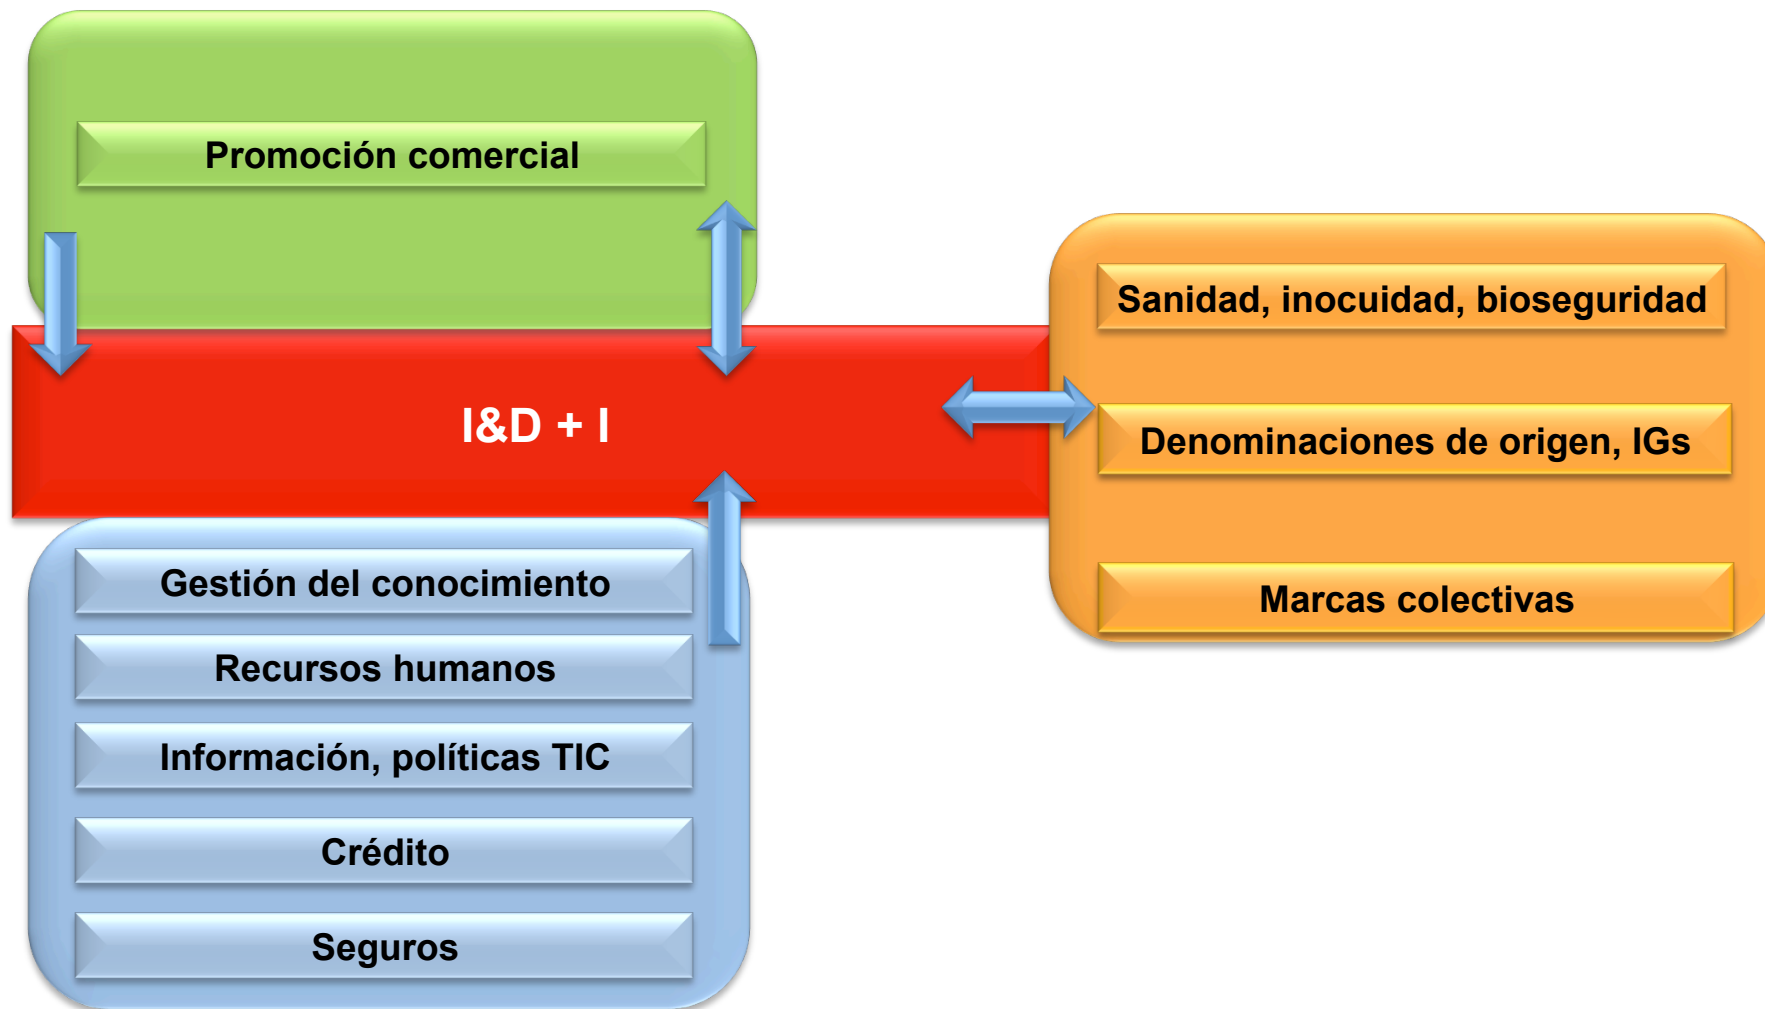 Promoción comercial
Sanidad, inocuidad, bioseguridad
I&D + I
Denominaciones de origen, IGs
Gestión del conocimiento
Marcas colectivas
Recursos humanos
Información, políticas TIC
Crédito
Seguros